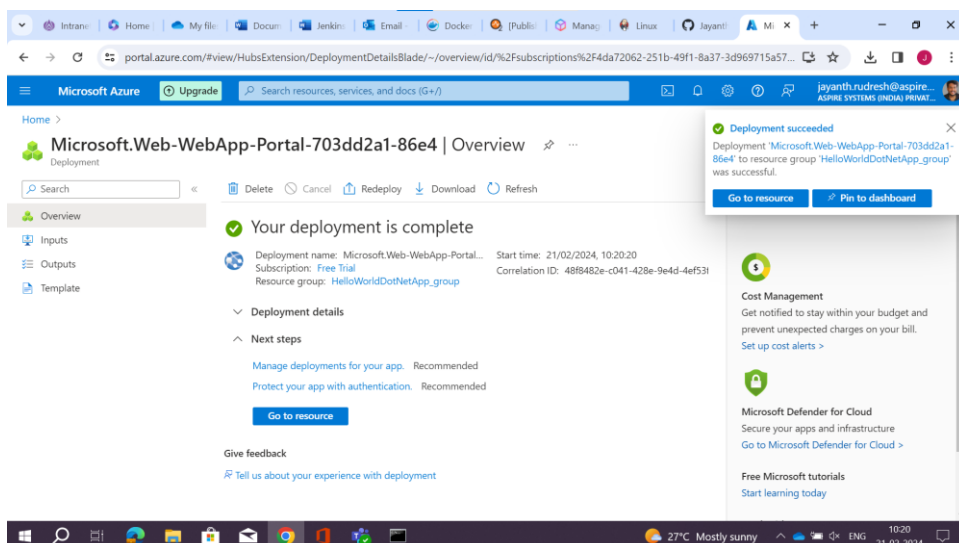 Intrane
Home
My file
Docum
Jenkin
Email -
Docker
[Publis
Manag
Linux
Jayant
Mi
portal.azure.com/#view/HubsExtension/DeploymentDetailsBlade/~/overview/id/%2Fsubscriptions%2F4da72062-251b-49f1-8a37-3d969715a57...
Microsoft Azure
Upgrade
Search resources, services, and docs (G+/)
jayanth.rudresh@aspire...
ASPIRE SYSTEMS (INDIA) PRIVAT...
Home >
Microsoft.Web-WebApp-Portal-703dd2a1-86e4 | Overview
Deployment
Deployment succeeded
Deployment 'Microsoft.Web-WebApp-Portal-703dd2a1-
86e4' to resource group 'HelloWorldDotNetApp_group'
was successful.
Go to resource
Pin to dashboard
Search
Delete
Cancel
Redeploy
Download
Refresh
Overview
Inputs
Outputs
Template
Your deployment is complete
Deployment name: Microsoft.Web-WebApp-Portal...
Subscription: Free Trial
Resource group: HelloWorldDotNetApp_group
Start time: 21/02/2024, 10:20:20
Correlation ID: 48f8482e-c041-428e-9e4d-4ef53f
Deployment details
Next steps
Manage deployments for your app. Recommended
Protect your app with authentication. Recommended
Go to resource
Give feedback
Tell us about your experience with deployment
Cost Management
Get notified to stay within your budget and
prevent unexpected charges on your bill.
Set up cost alerts >
Microsoft Defender for Cloud
Secure your apps and infrastructure
Go to Microsoft Defender for Cloud >
Free Microsoft tutorials
Start learning today
27°C Mostly sunny
ENG
10:20
21-02-2024